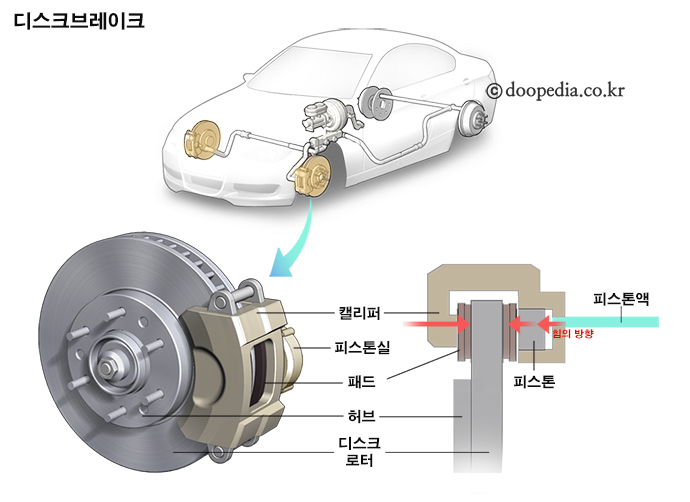 디스크브레이크
© doopedia.co.kr
캘리퍼
피스톤액
힘의 방향
피스톤실
패드
피스톤
허브
디스크
로터